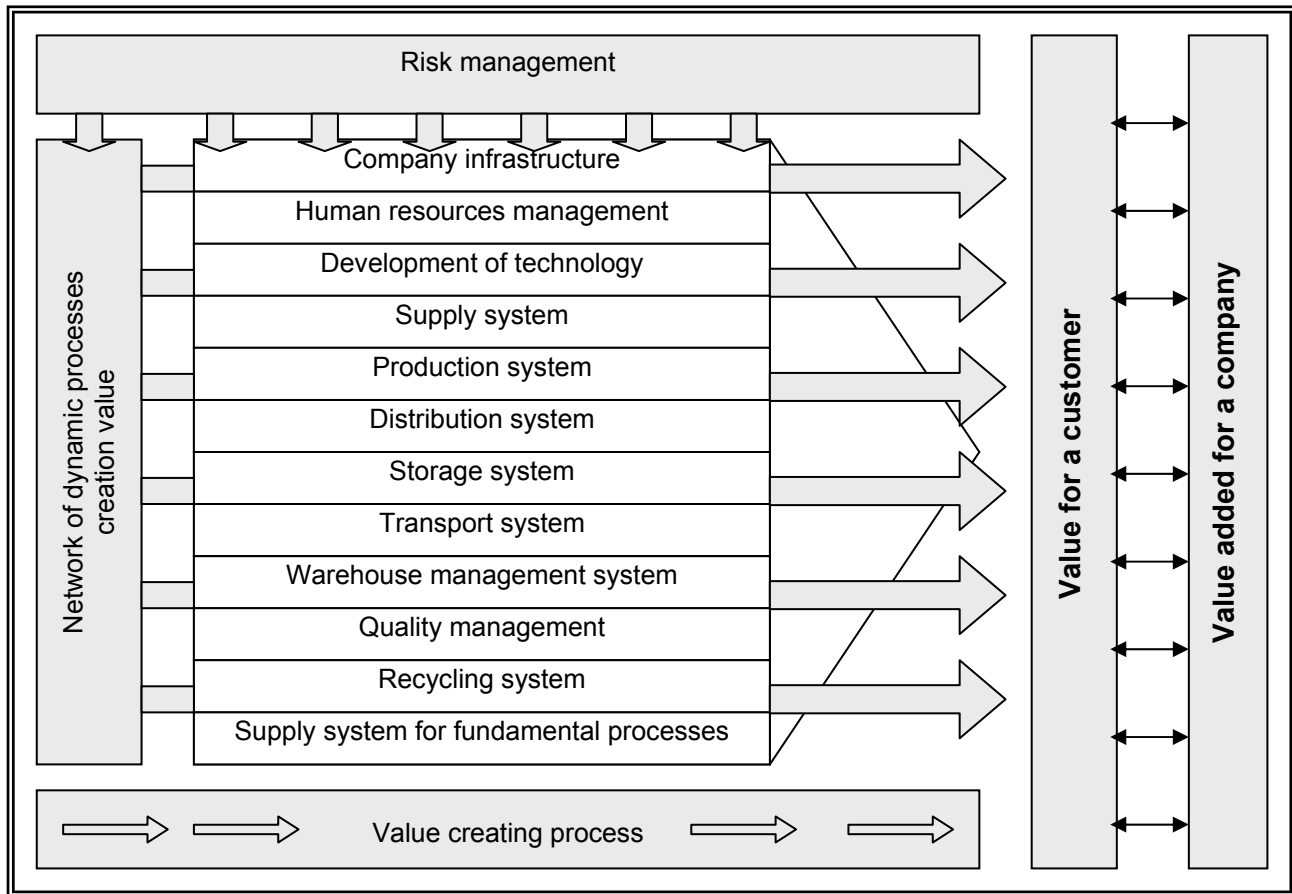 Risk management
Network of dynamic processes
creation value
Company infrastructure
Human resources management
Development of technology
Supply system
Production system
Distribution system
Storage system
Transport system
Warehouse management system
Quality management
Recycling system
Supply system for fundamental processes
Value creating process
Value for a customer
Value added for a company